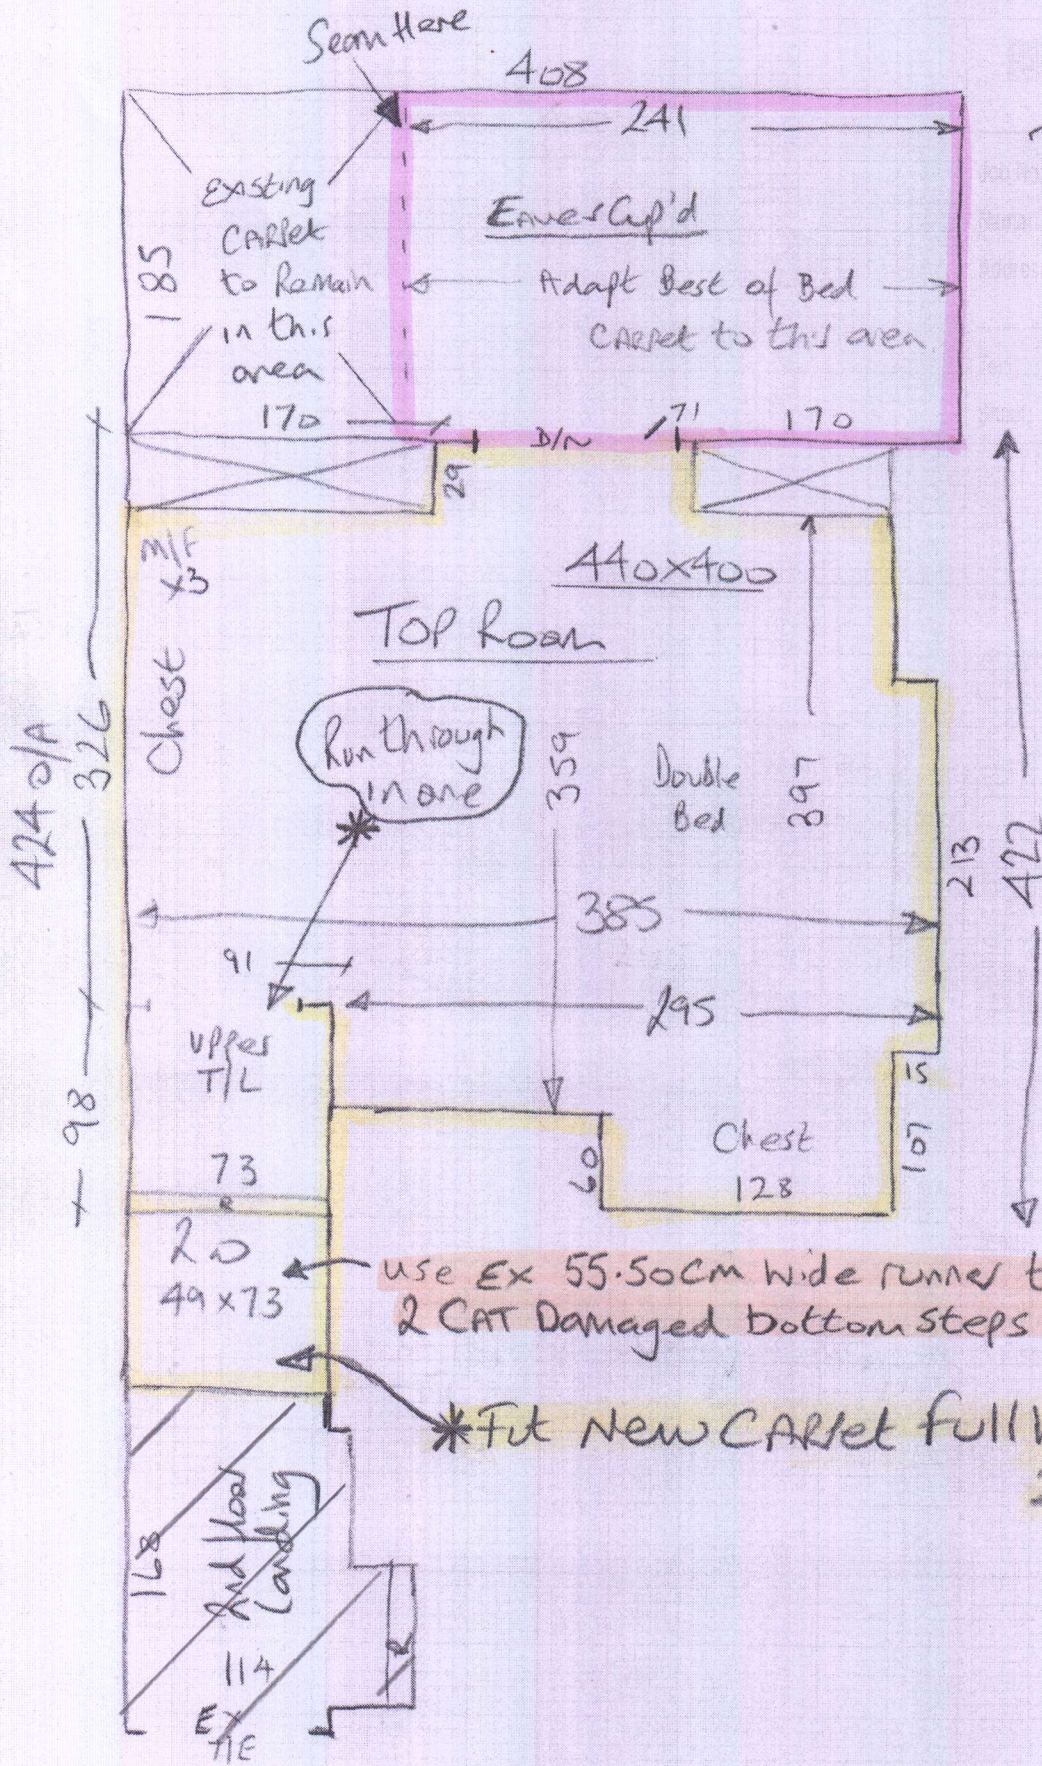 Seam Here
408
241
Existing
CARPet
to Remain
in this
area
185
Eaves Cup'd
Adapt Best of Bed
CARPet to this area
170
D/N
71
170
29
M/F
x3
Chest
440x400
TOP Room
Run through
in one
359
Double
Bed
397
424 O/A
326
213
422
385
91
295
upper
T/L
98
15
107
Chest
128
60
73
R
20
49x73
use Ex 55.50cm wide runner t
2 CAT Damaged bottom steps
*Fit New CARPet full
2nd floor
Landing
168
114
R
Ex